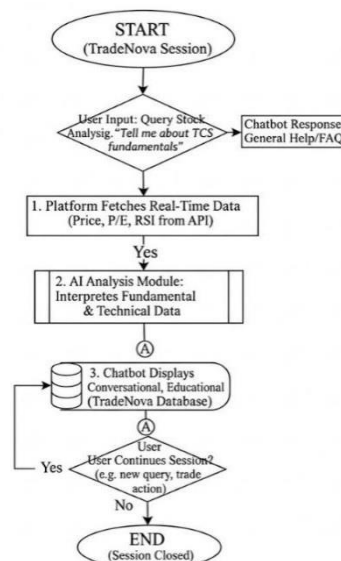 START
(TradeNova Session)
User Input: Query Stock
Analysig. "Tell me about TCS
fundamentals"
Chatbot Response
General Help/FAQ
1. Platform Fetches Real-Time Data
(Price, P/E, RSI from API)
Yes
2. AI Analysis Module:
Interpretes Fundamental
& Technical Data
A
3. Chatbot Displays
Conversational, Educational
(TradeNova Database)
A
User
User Continues Session?
(e.g. new query, trade
action)
Yes
No
END
(Session Closed)